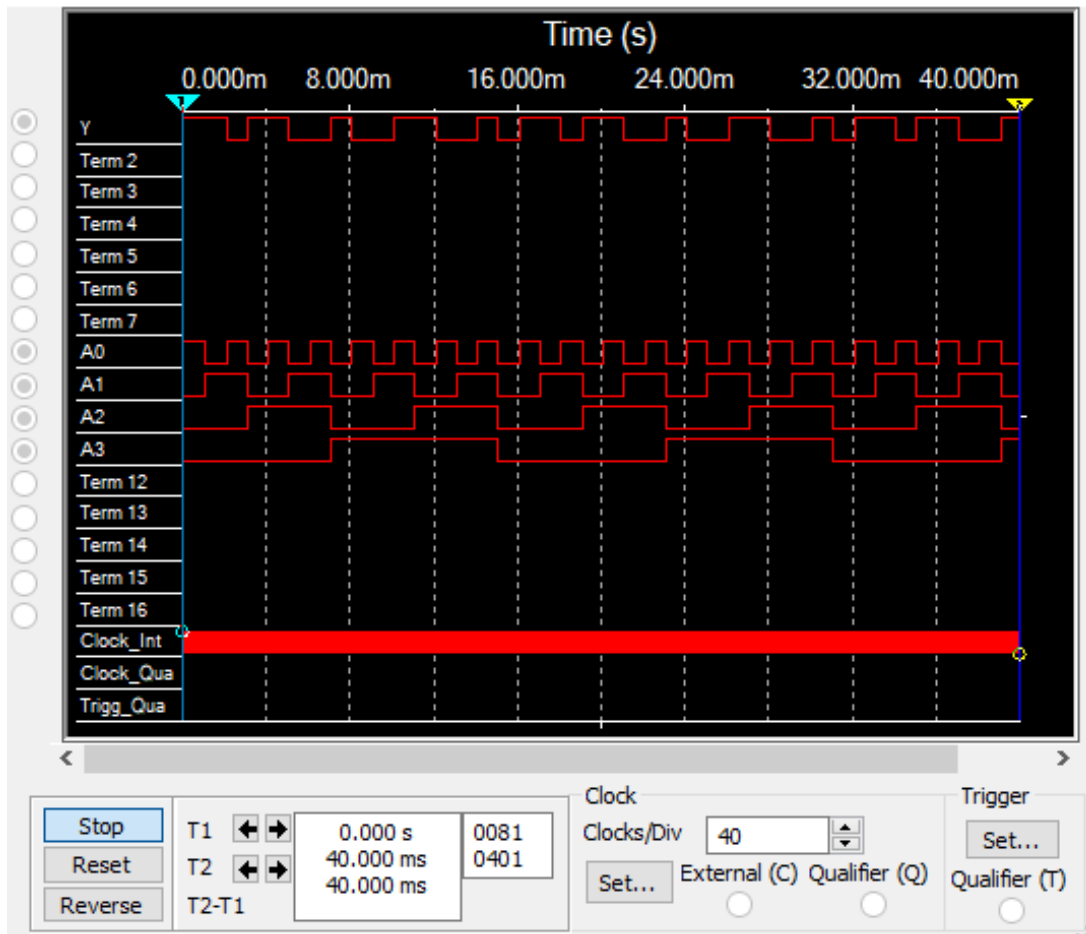 Time (s)
0.000m 8.000m 16.000m 24.000m 32.000m 40.000m
1
Y
Term 2
Term 3
Term 4
Term 5
Term 6
Term 7
A0
A1
A2
A3
Term 12
Term 13
Term 14
Term 15
Term 16
Clock_Int
Clock_Qua
Trigg_Qua
Stop
Reset
Reverse
T1 0.000 s 0081
T2 40.000 ms 0401
T2-T1 40.000 ms
Clock
Clocks/Div 40
Set... External (C) Qualifier (Q)
Trigger
Set...
Qualifier (T)